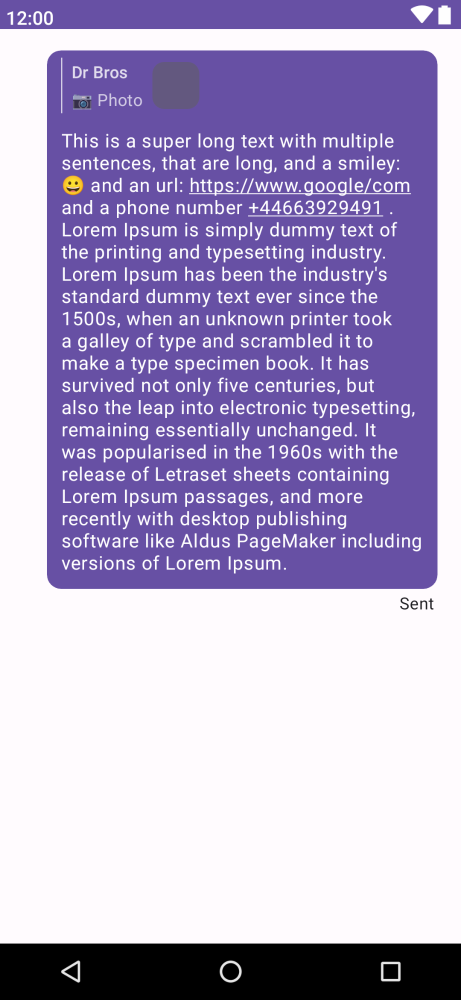 12:00
Dr Bros
📷 Photo
This is a super long text with multiple
sentences, that are long, and a smiley:
😀 and an url: https://www.google/com
and a phone number +44663929491 .
Lorem Ipsum is simply dummy text of
the printing and typesetting industry.
Lorem Ipsum has been the industry's
standard dummy text ever since the
1500s, when an unknown printer took
a galley of type and scrambled it to
make a type specimen book. It has
survived not only five centuries, but
also the leap into electronic typesetting,
remaining essentially unchanged. It
was popularised in the 1960s with the
release of Letraset sheets containing
Lorem Ipsum passages, and more
recently with desktop publishing
software like Aldus PageMaker including
versions of Lorem Ipsum.
Sent